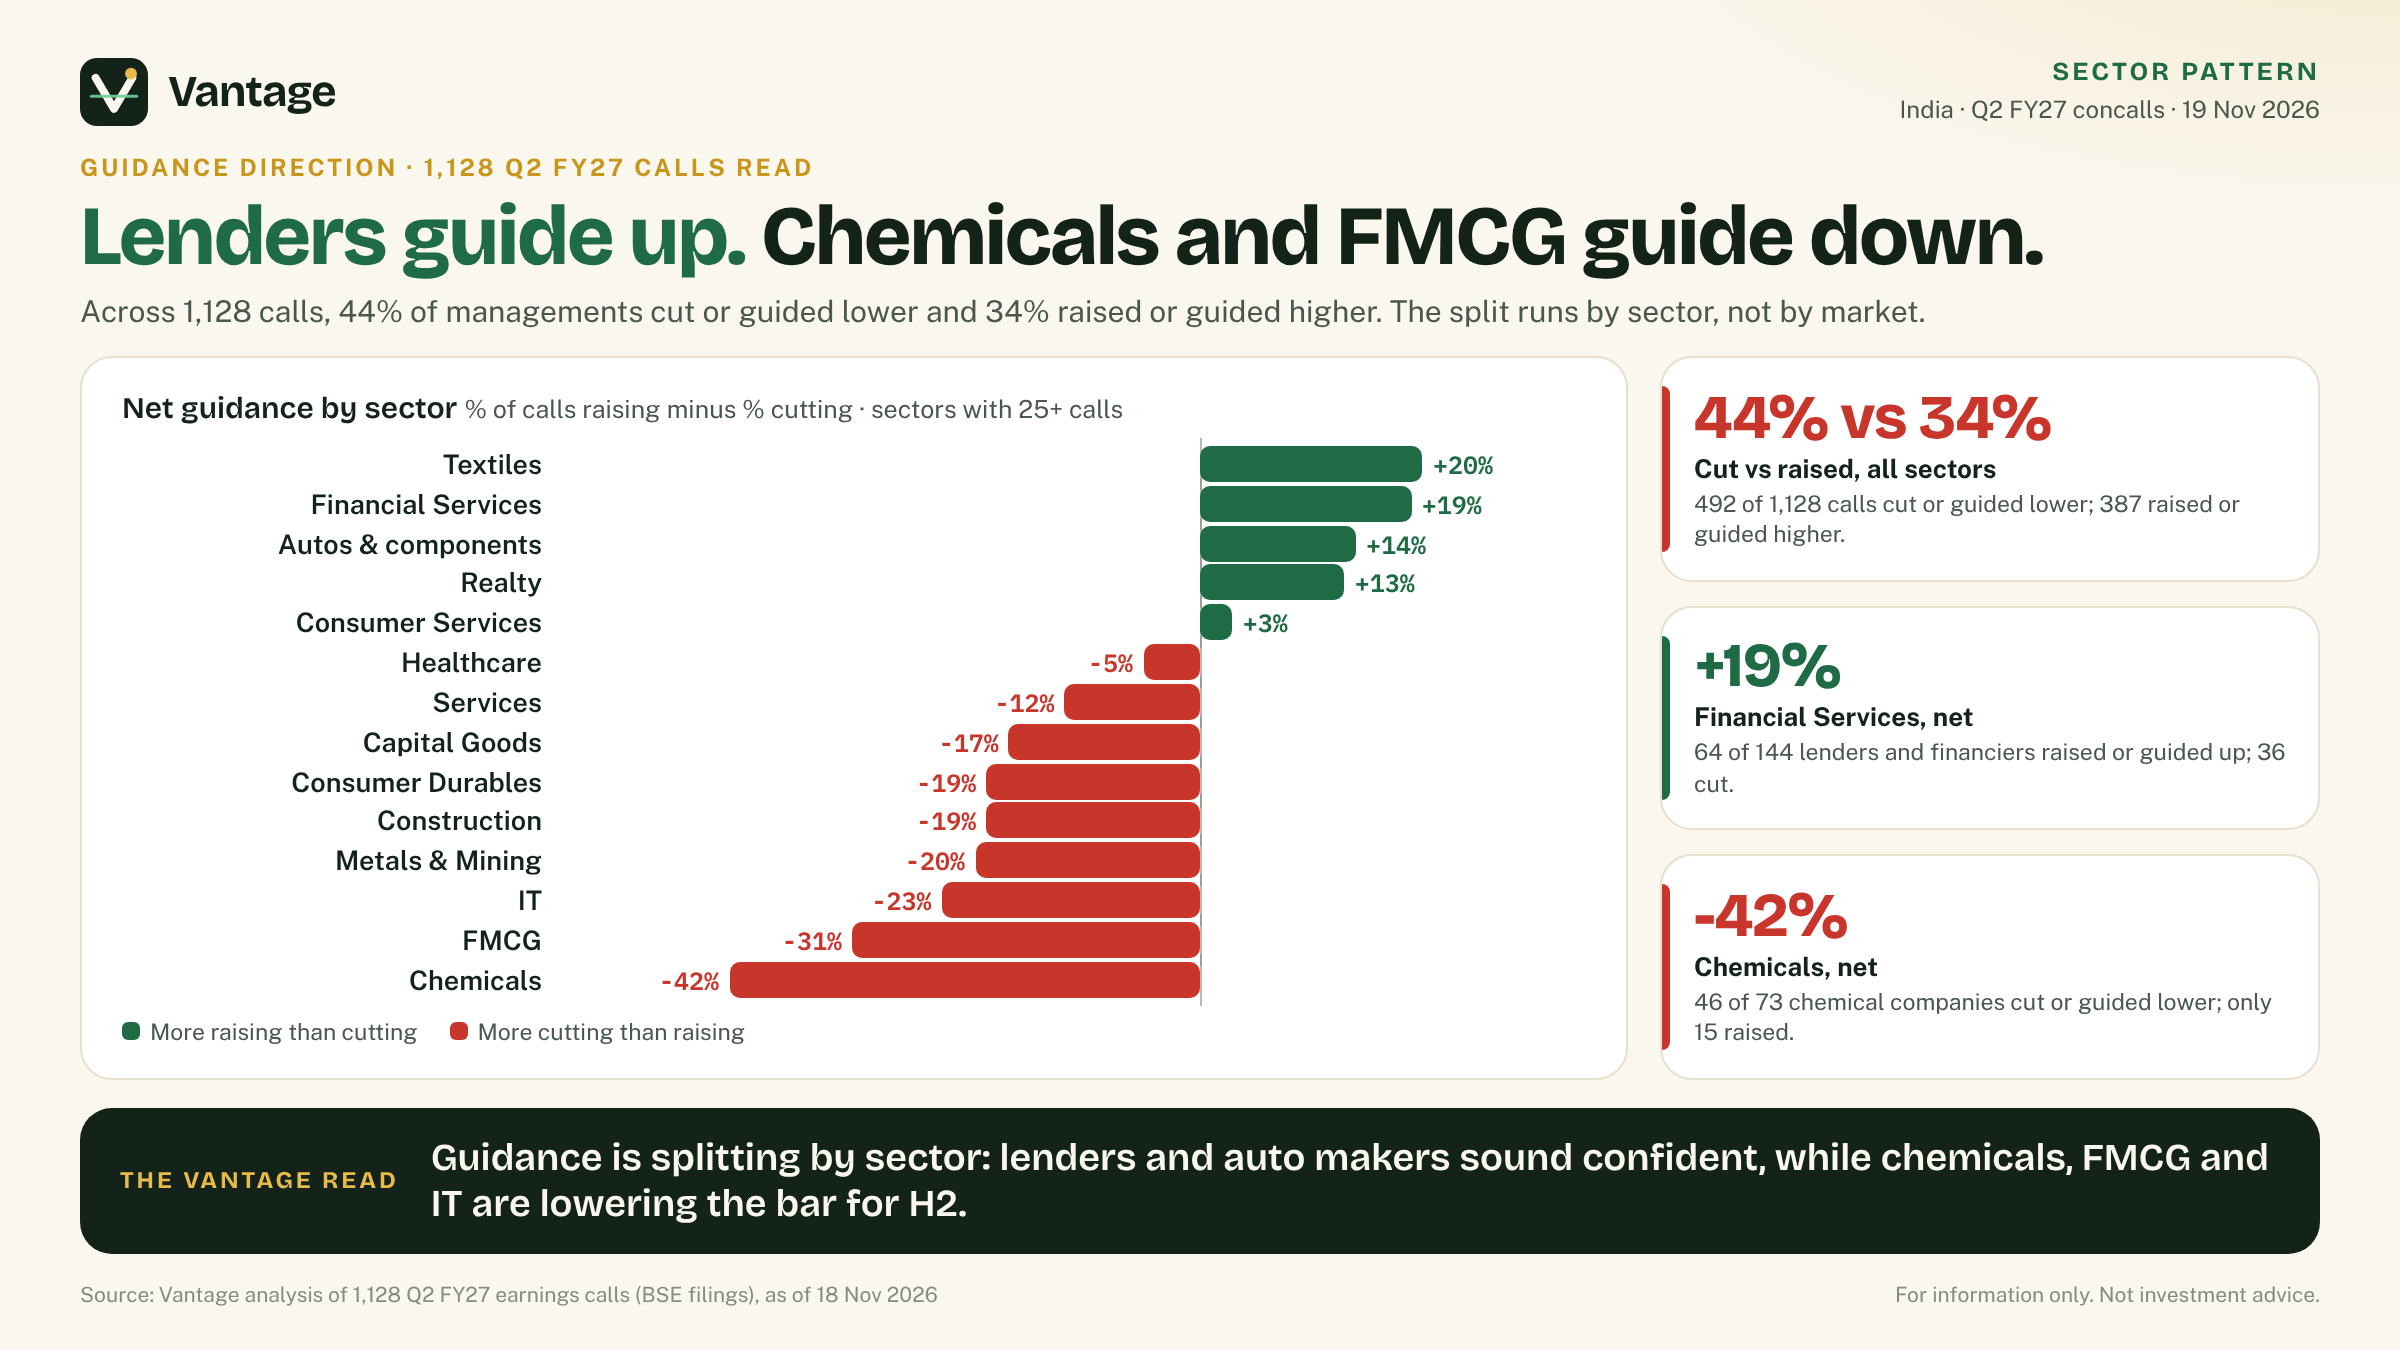 Vantage
SECTOR PATTERN
India · Q2 FY27 concalls · 19 Nov 2026
GUIDANCE DIRECTION · 1,128 Q2 FY27 CALLS READ
Lenders guide up. Chemicals and FMCG guide down.
Across 1,128 calls, 44% of managements cut or guided lower and 34% raised or guided higher. The split runs by sector, not by market.
Net guidance by sector % of calls raising minus % cutting · sectors with 25+ calls
Textiles +20%
Financial Services +19%
Autos & components +14%
Realty +13%
Consumer Services +3%
Healthcare -5%
Services -12%
Capital Goods -17%
Consumer Durables -19%
Construction -19%
Metals & Mining -20%
IT -23%
FMCG -31%
Chemicals -42%
More raising than cutting More cutting than raising
44% vs 34%
Cut vs raised, all sectors
492 of 1,128 calls cut or guided lower; 387 raised or
guided higher.
+19%
Financial Services, net
64 of 144 lenders and financiers raised or guided up; 36
cut.
-42%
Chemicals, net
46 of 73 chemical companies cut or guided lower; only
15 raised.
THE VANTAGE READ
Guidance is splitting by sector: lenders and auto makers sound confident, while chemicals, FMCG and
IT are lowering the bar for H2.
Source: Vantage analysis of 1,128 Q2 FY27 earnings calls (BSE filings), as of 18 Nov 2026
For information only. Not investment advice.